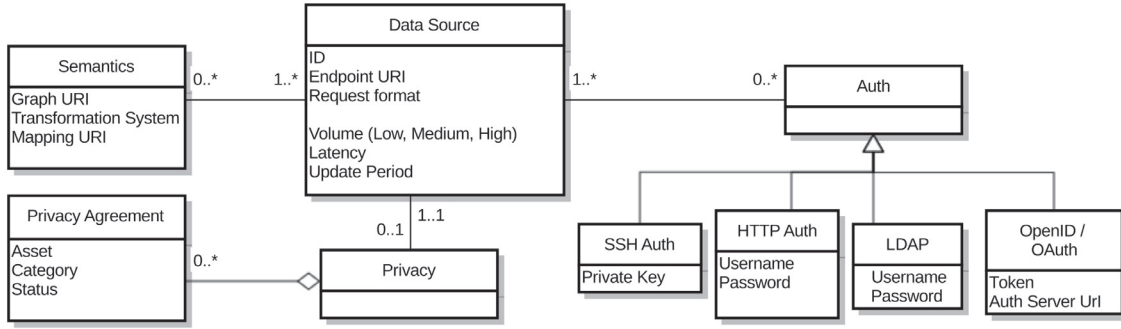 Data Source
ID
Endpoint URI
Request format
Volume (Low, Medium, High)
Latency
Update Period
Semantics
Graph URI
Transformation System
Mapping URI
0..*
1..*
1..*
0..*
Auth
Privacy Agreement
Asset
Category
Status
0..*
1..1
0..1
Privacy
SSH Auth
Private Key
HTTP Auth
Username
Password
LDAP
Username
Password
OpenID /
OAuth
Token
Auth Server Url